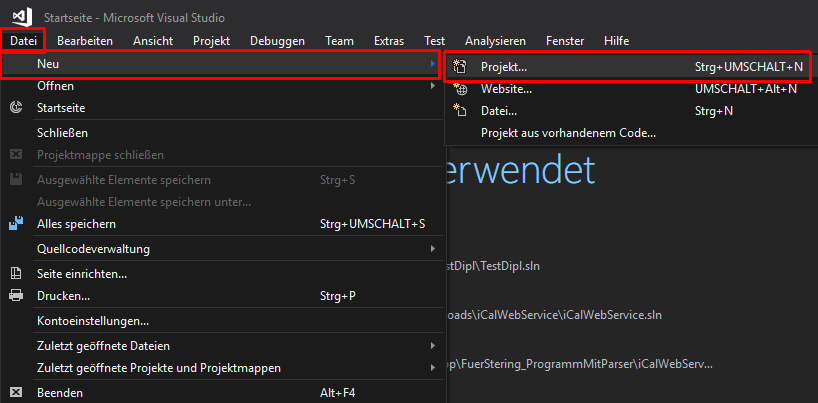 Startseite - Microsoft Visual Studio
Datei Bearbeiten Ansicht Projekt Debuggen Team Extras Test Analysieren Fenster Hilfe
Neu
Öffnen
Startseite
Schließen
Projektmappe schließen
Ausgewählte Elemente speichern Strg+S
Ausgewählte Elemente speichern unter...
Alles speichern Strg+UMSCHALT+S
Quellcodeverwaltung
Seite einrichten...
Drucken... Strg+P
Kontoeinstellungen...
Zuletzt geöffnete Dateien
Zuletzt geöffnete Projekte und Projektmappen
Beenden Alt+F4
Projekt... Strg+UMSCHALT+N
Website... UMSCHALT+Alt+N
Datei... Strg+N
Projekt aus vorhandenem Code...
erwendet
stDipl\TestDipl.sln
oads\iCalWebService\iCalWebService.sln
p\FuerStering_ProgrammMitParser\iCalWebServ...